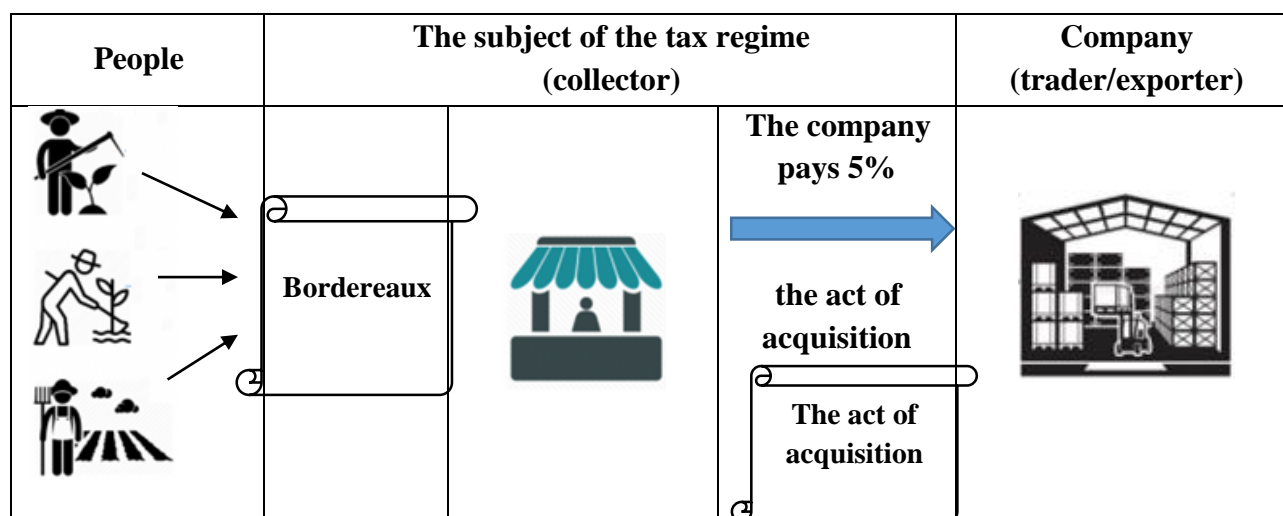 People
The subject of the tax regime
(collector)
Company
(trader/exporter)
Bordereaux
The company
pays 5%
the act of
acquisition
The act of
acquisition